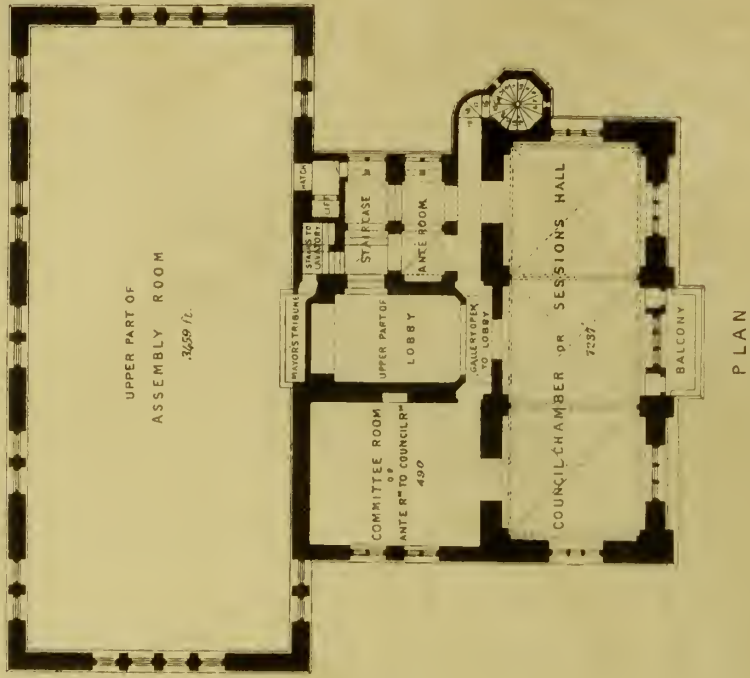 UPPER PART OF
ASSEMBLY ROOM
3459 ft.
MAYORS TRIBUNE
HATCH
LIFT
STAIRS TO
LAVATORY
STAIRCASE
ANTE ROOM
UPPER PART OF
LOBBY
GALLERY OPEN
TO LOBBY
COMMITTEE ROOM
OR
ANTE RM TO COUNCIL RM
490
COUNCIL CHAMBER OR SESSIONS HALL
BALCONY
PLAN